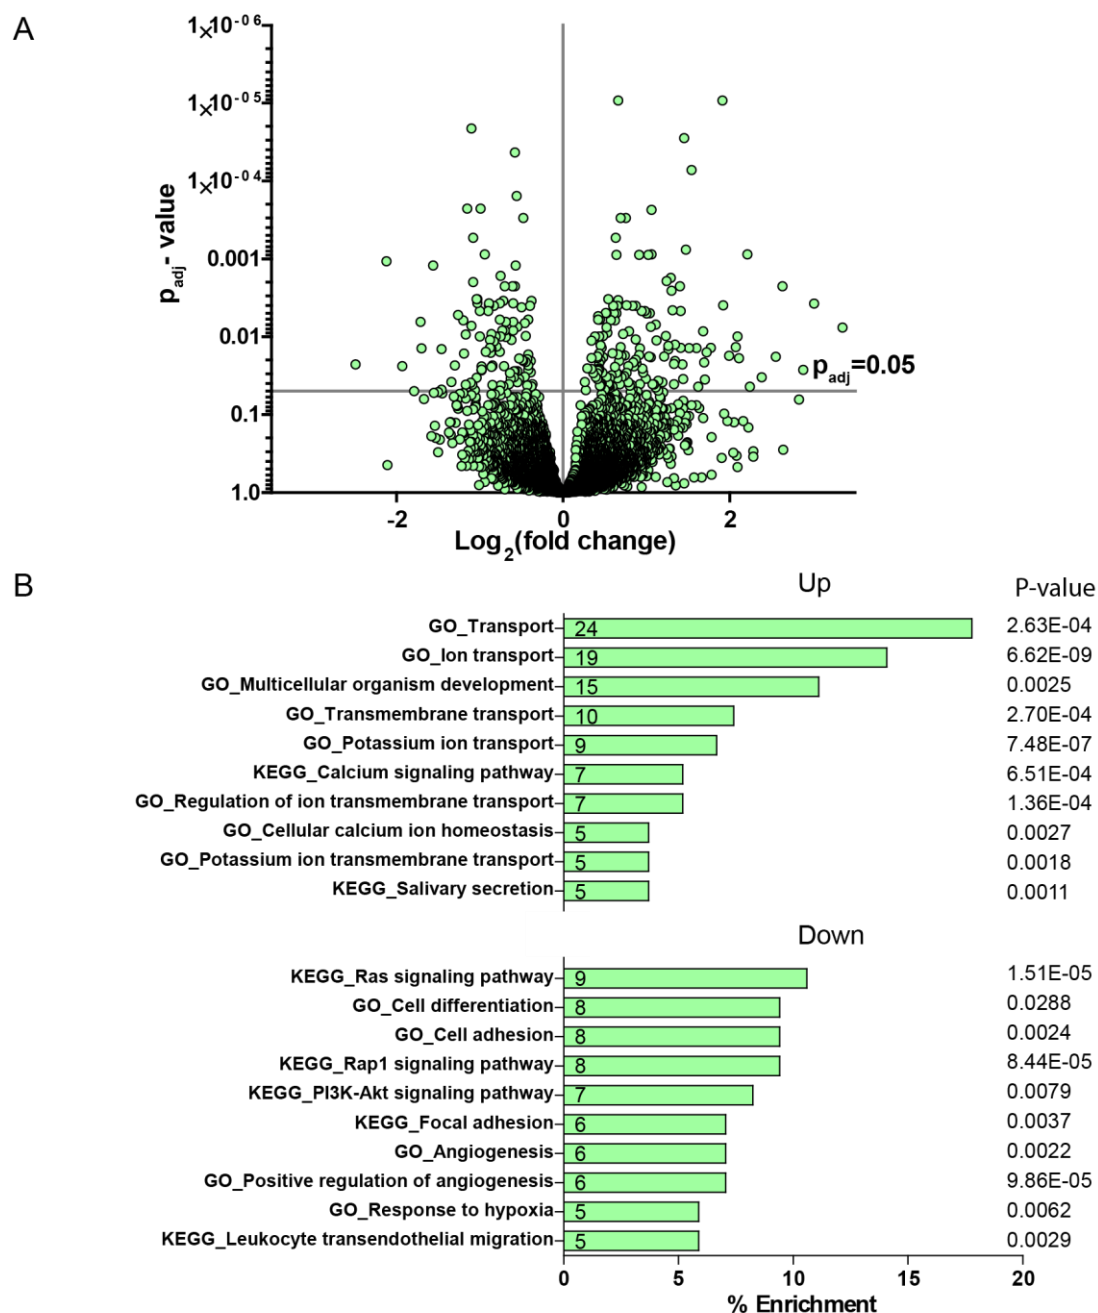 A
1×10-06
1×10-05
1×10-04
0.001
0.01
0.1
1.0
padj- value
padj=0.05
-2 0 2
Log2(fold change)
B
Up P-value
GO_Transport 24 2.63E-04
GO_Ion transport 19 6.62E-09
GO_Multicellular organism development 15 0.0025
GO_Transmembrane transport 10 2.70E-04
GO_Potassium ion transport 9 7.48E-07
KEGG_Calcium signaling pathway 7 6.51E-04
GO_Regulation of ion transmembrane transport 7 1.36E-04
GO_Cellular calcium ion homeostasis 5 0.0027
GO_Potassium ion transmembrane transport 5 0.0018
KEGG_Salivary secretion 5 0.0011
Down
KEGG_Ras signaling pathway 9 1.51E-05
GO_Cell differentiation 8 0.0288
GO_Cell adhesion 8 0.0024
KEGG_Rap1 signaling pathway 8 8.44E-05
KEGG_PI3K-Akt signaling pathway 7 0.0079
KEGG_Focal adhesion 6 0.0037
GO_Angiogenesis 6 0.0022
GO_Positive regulation of angiogenesis 6 9.86E-05
GO_Response to hypoxia 5 0.0062
KEGG_Leukocyte transendothelial migration 5 0.0029
0 5 10 15 20
% Enrichment